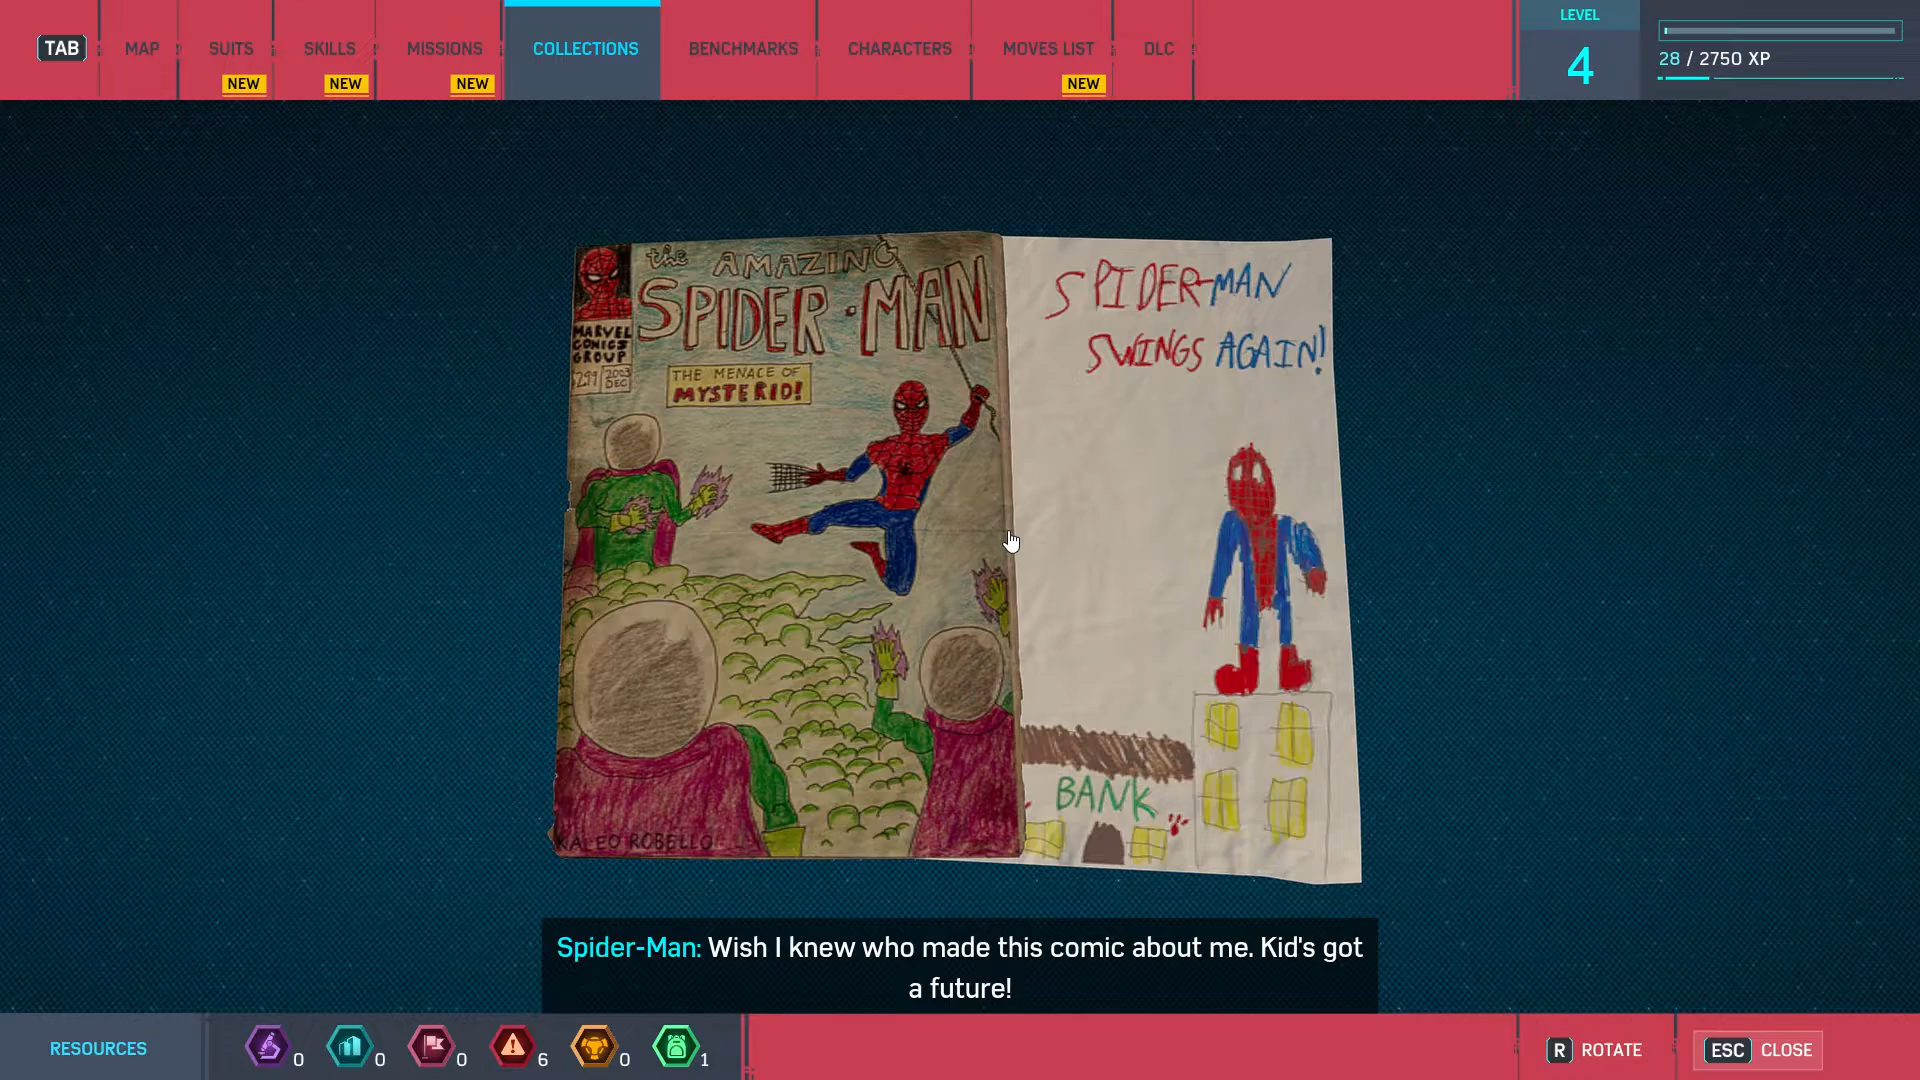 TAB
MAP
SUITS
NEW
SKILLS
NEW
MISSIONS
NEW
COLLECTIONS
BENCHMARKS
CHARACTERS
MOVES LIST
NEW
DLC
LEVEL
4
28 / 2750 XP
the AMAZING
SPIDER-MAN
MARVEL
COMICS
GROUP
2003
DEC
THE MENACE OF
MYSTERIO!
KALEO ROBELLO
SPIDER-MAN
SWINGS AGAIN!
BANK
Spider-Man: Wish I knew who made this comic about me. Kid's got
a future!
RESOURCES
0
0
0
6
0
1
R ROTATE
ESC CLOSE